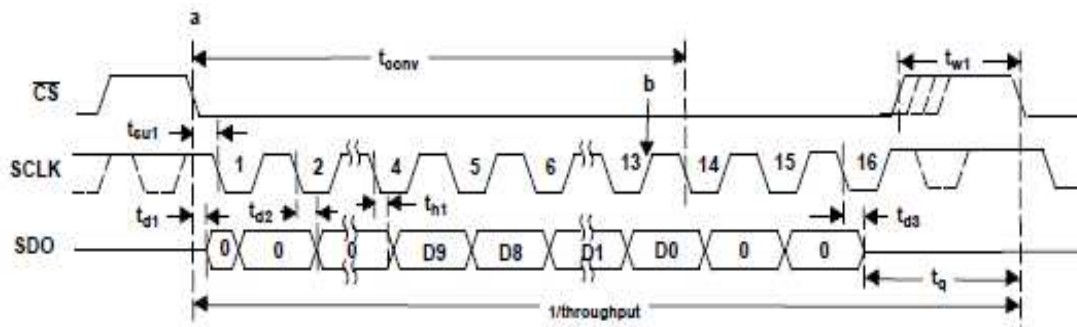 a
tconv
tw1
b
CS
tsu1
SCLK
1 2 4 5 6 13 14 15 16
td1 td2 th1 td3
SDO
0 0 0 D9 D8 D1 D0 0 0
tq
1/throughput